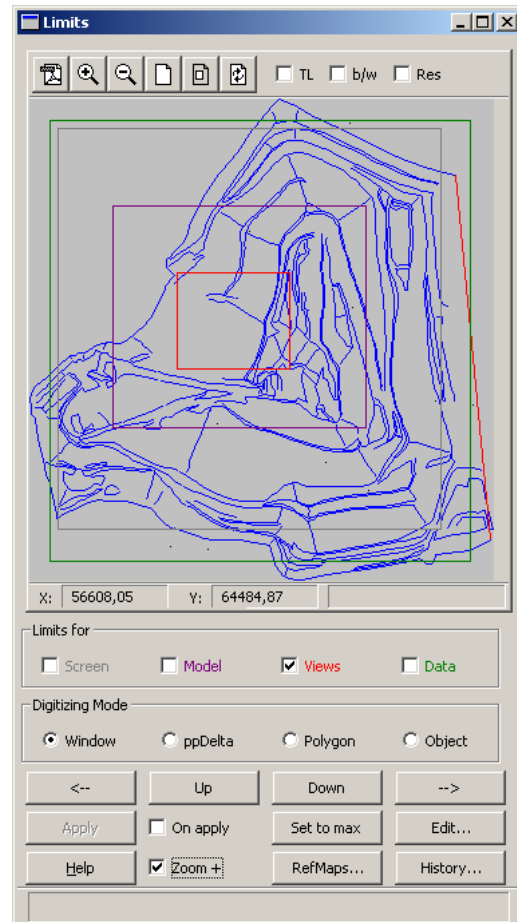 Limits
TL b/w Res
X: 56608,05 Y: 64484,87
Limits for
Screen Model Views Data
Digitizing Mode
Window ppDelta Polygon Object
<-- Up Down -->
Apply On apply Set to max Edit...
Help Zoom + RefMaps... History...